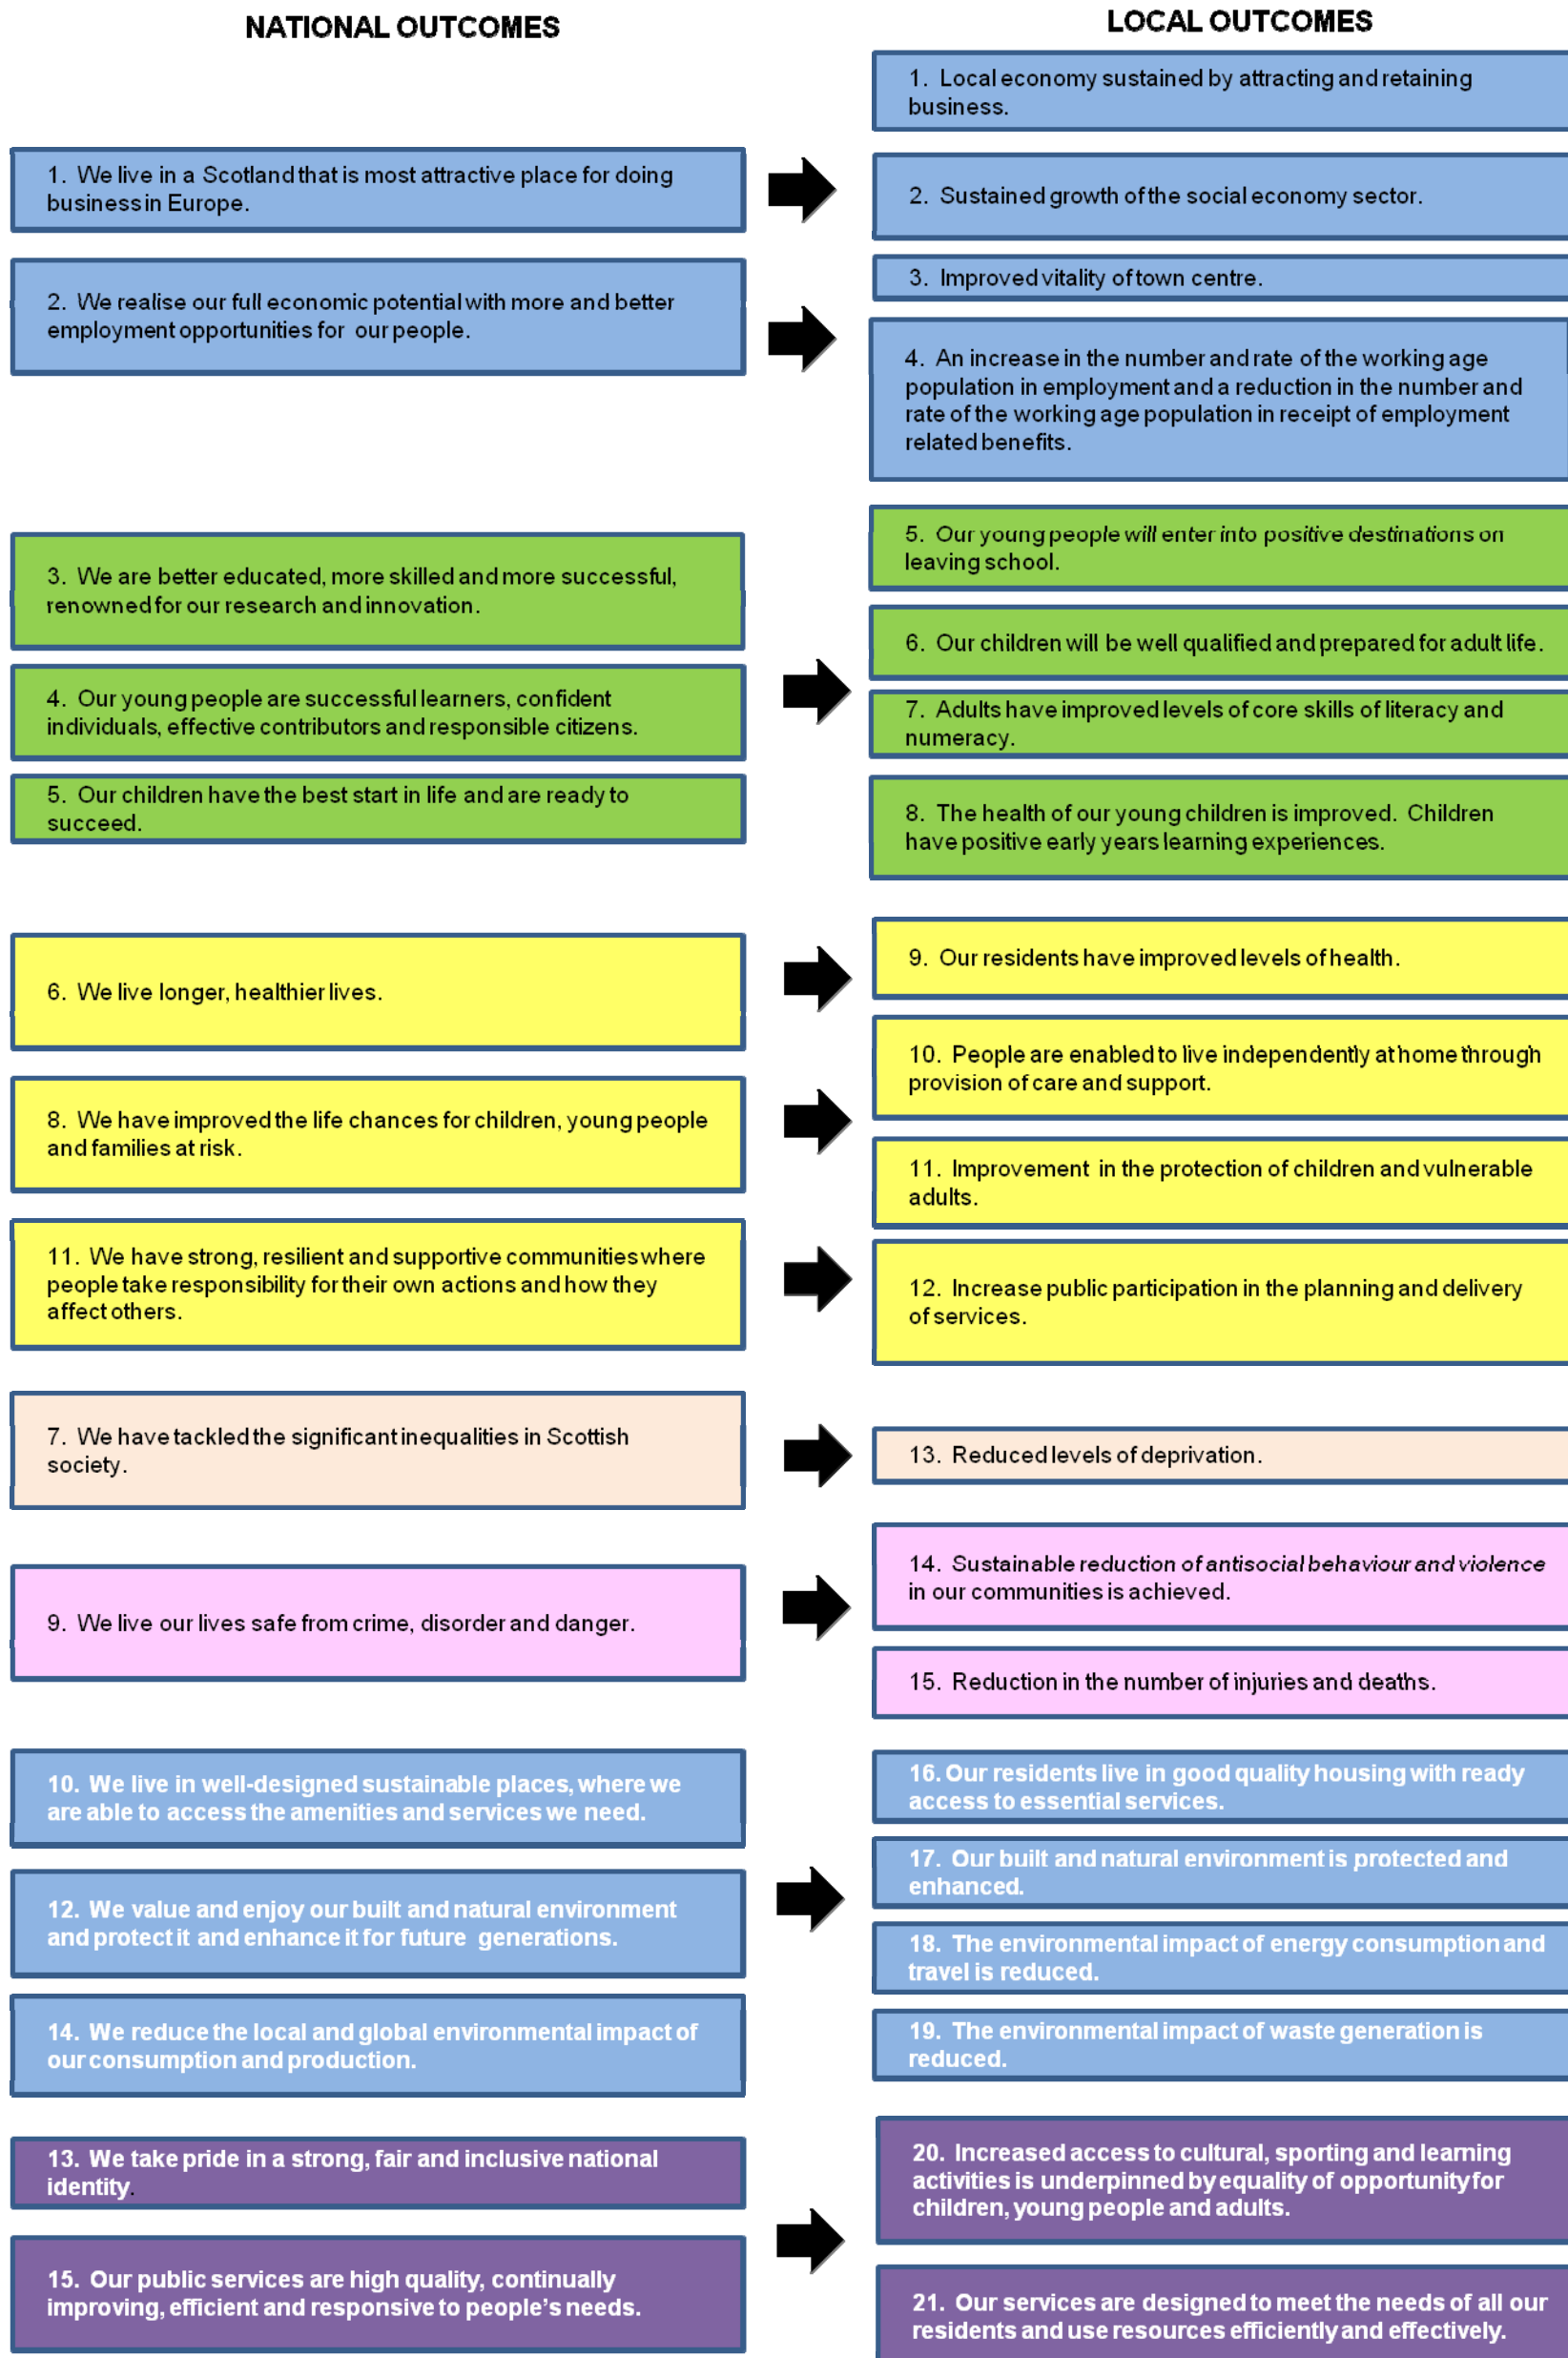 NATIONAL OUTCOMES
1. We live in a Scotland that is most attractive place for doing
business in Europe.
2. We realise our full economic potential with more and better
employment opportunities for our people.
3. We are better educated, more skilled and more successful,
renowned for our research and innovation.
4. Our young people are successful learners, confident
individuals, effective contributors and responsible citizens.
5. Our children have the best start in life and are ready to
succeed.
6. We live longer, healthier lives.
8. We have improved the life chances for children, young people
and families at risk.
11. We have strong, resilient and supportive communities where
people take responsibility for their own actions and how they
affect others.
7. We have tackled the significant inequalities in Scottish
society.
9. We live our lives safe from crime, disorder and danger.
10. We live in well-designed sustainable places, where we
are able to access the amenities and services we need.
12. We value and enjoy our built and natural environment
and protect it and enhance it for future generations.
14. We reduce the local and global environmental impact of
our consumption and production.
13. We take pride in a strong, fair and inclusive national
identity.
15. Our public services are high quality, continually
improving, efficient and responsive to people's needs.
LOCAL OUTCOMES
1. Local economy sustained by attracting and retaining
business.
2. Sustained growth of the social economy sector.
3. Improved vitality of town centre.
4. An increase in the number and rate of the working age
population in employment and a reduction in the number and
rate of the working age population in receipt of employment
related benefits.
5. Our young people will enter into positive destinations on
leaving school.
6. Our children will be well qualified and prepared for adult life.
7. Adults have improved levels of core skills of literacy and
numeracy.
8. The health of our young children is improved. Children
have positive early years learning experiences.
9. Our residents have improved levels of health.
10. People are enabled to live independently at home through
provision of care and support.
11. Improvement in the protection of children and vulnerable
adults.
12. Increase public participation in the planning and delivery
of services.
13. Reduced levels of deprivation.
14. Sustainable reduction of antisocial behaviour and violence
in our communities is achieved.
15. Reduction in the number of injuries and deaths.
16. Our residents live in good quality housing with ready
access to essential services.
17. Our built and natural environment is protected and
enhanced.
18. The environmental impact of energy consumption and
travel is reduced.
19. The environmental impact of waste generation is
reduced.
20. Increased access to cultural, sporting and learning
activities is underpinned by equality of opportunity for
children, young people and adults.
21. Our services are designed to meet the needs of all our
residents and use resources efficiently and effectively.